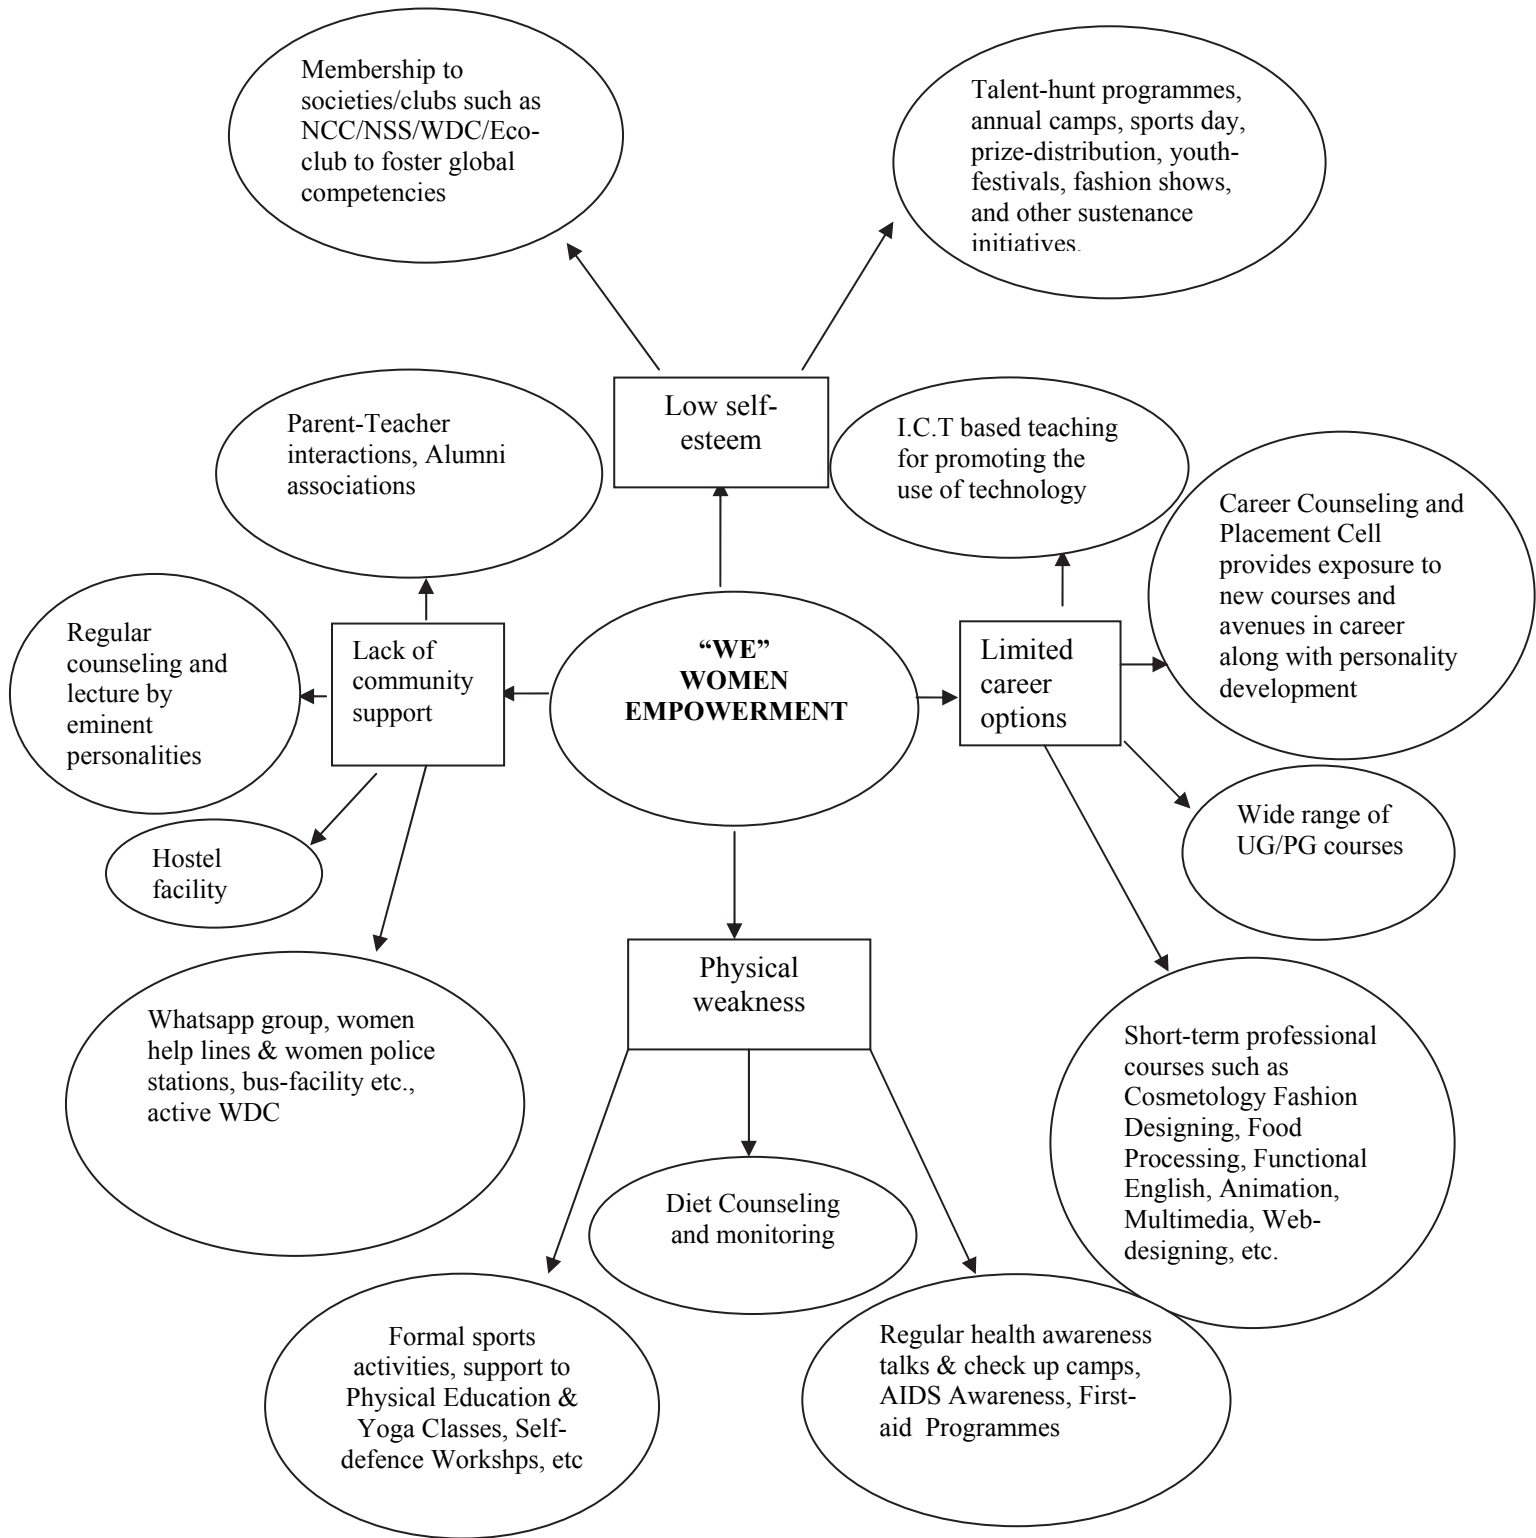 Membership to
societies/clubs such as
NCC/NSS/WDC/Eco-
club to foster global
competencies
Talent-hunt programmes,
annual camps, sports day,
prize-distribution, youth-
festivals, fashion shows,
and other sustenance
initiatives.
Low self-
esteem
Parent-Teacher
interactions, Alumni
associations
I.C.T based teaching
for promoting the
use of technology
Career Counseling and
Placement Cell
provides exposure to
new courses and
avenues in career
along with personality
development
Regular
counseling and
lecture by
eminent
personalities
Lack of
community
support
“WE”
WOMEN
EMPOWERMENT
Limited
career
options
Wide range of
UG/PG courses
Hostel
facility
Physical
weakness
Whatsapp group, women
help lines & women police
stations, bus-facility etc.,
active WDC
Short-term professional
courses such as
Cosmetology Fashion
Designing, Food
Processing, Functional
English, Animation,
Multimedia, Web-
designing, etc.
Diet Counseling
and monitoring
Formal sports
activities, support to
Physical Education &
Yoga Classes, Self-
defence Workshps, etc
Regular health awareness
talks & check up camps,
AIDS Awareness, First-
aid  Programmes